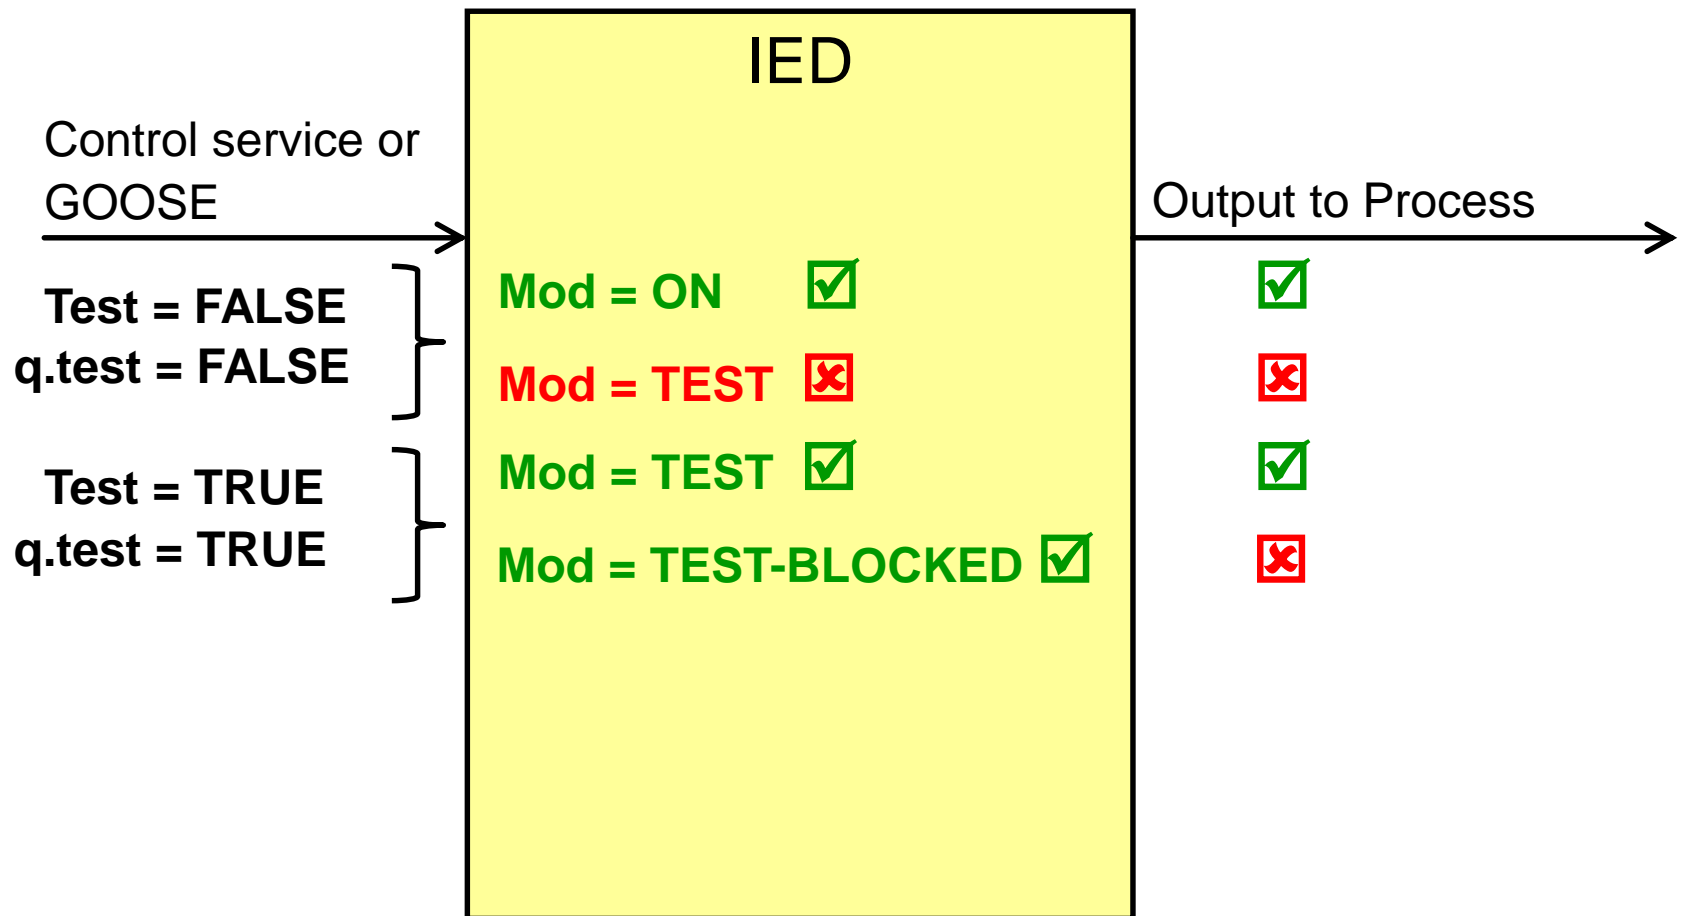 IED
Control service or
GOOSE
Output to Process
Test = FALSE
q.test = FALSE
Mod = ON
Mod = TEST
Test = TRUE
q.test = TRUE
Mod = TEST
Mod = TEST-BLOCKED